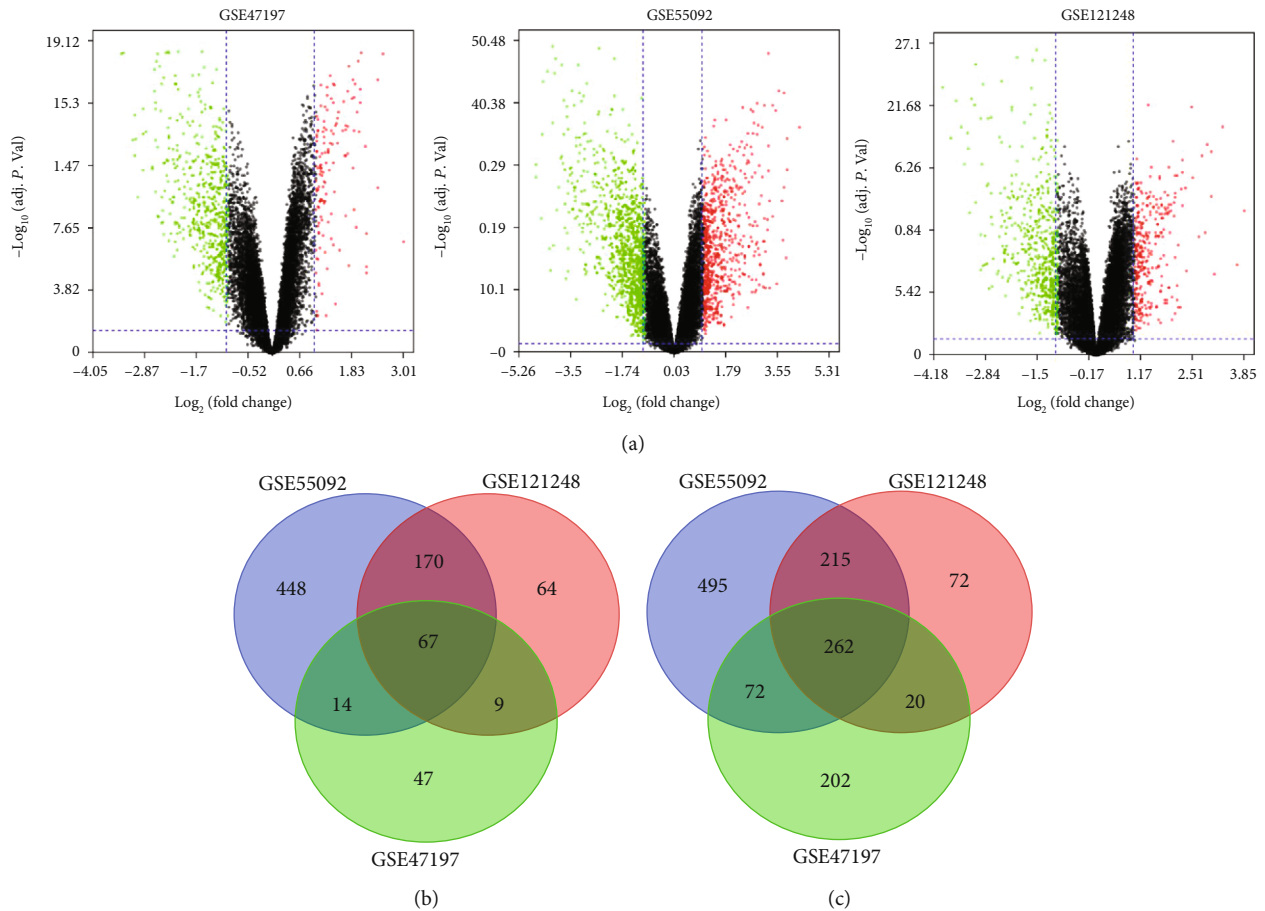 GSE47197
19.12
15.3
1.47
7.65
3.82
0
−4.05 −2.87 −1.7 −0.52 0.66 1.83 3.01
Log2 (fold change)
−Log10 (adj. P. Val)
GSE55092
50.48
40.38
0.29
0.19
10.1
−0
−5.26 −3.5 −1.74 0.03 1.79 3.55 5.31
Log2 (fold change)
−Log10 (adj. P. Val)
GSE121248
27.1
21.68
6.26
0.84
5.42
0
−4.18 −2.84 −1.5 −0.17 1.17 2.51 3.85
Log2 (fold change)
−Log10 (adj. P. Val)
(a)
GSE55092 GSE121248
448 170 64
67
14 9
47
GSE47197
(b)
GSE55092 GSE121248
495 215 72
262
72 20
202
GSE47197
(c)